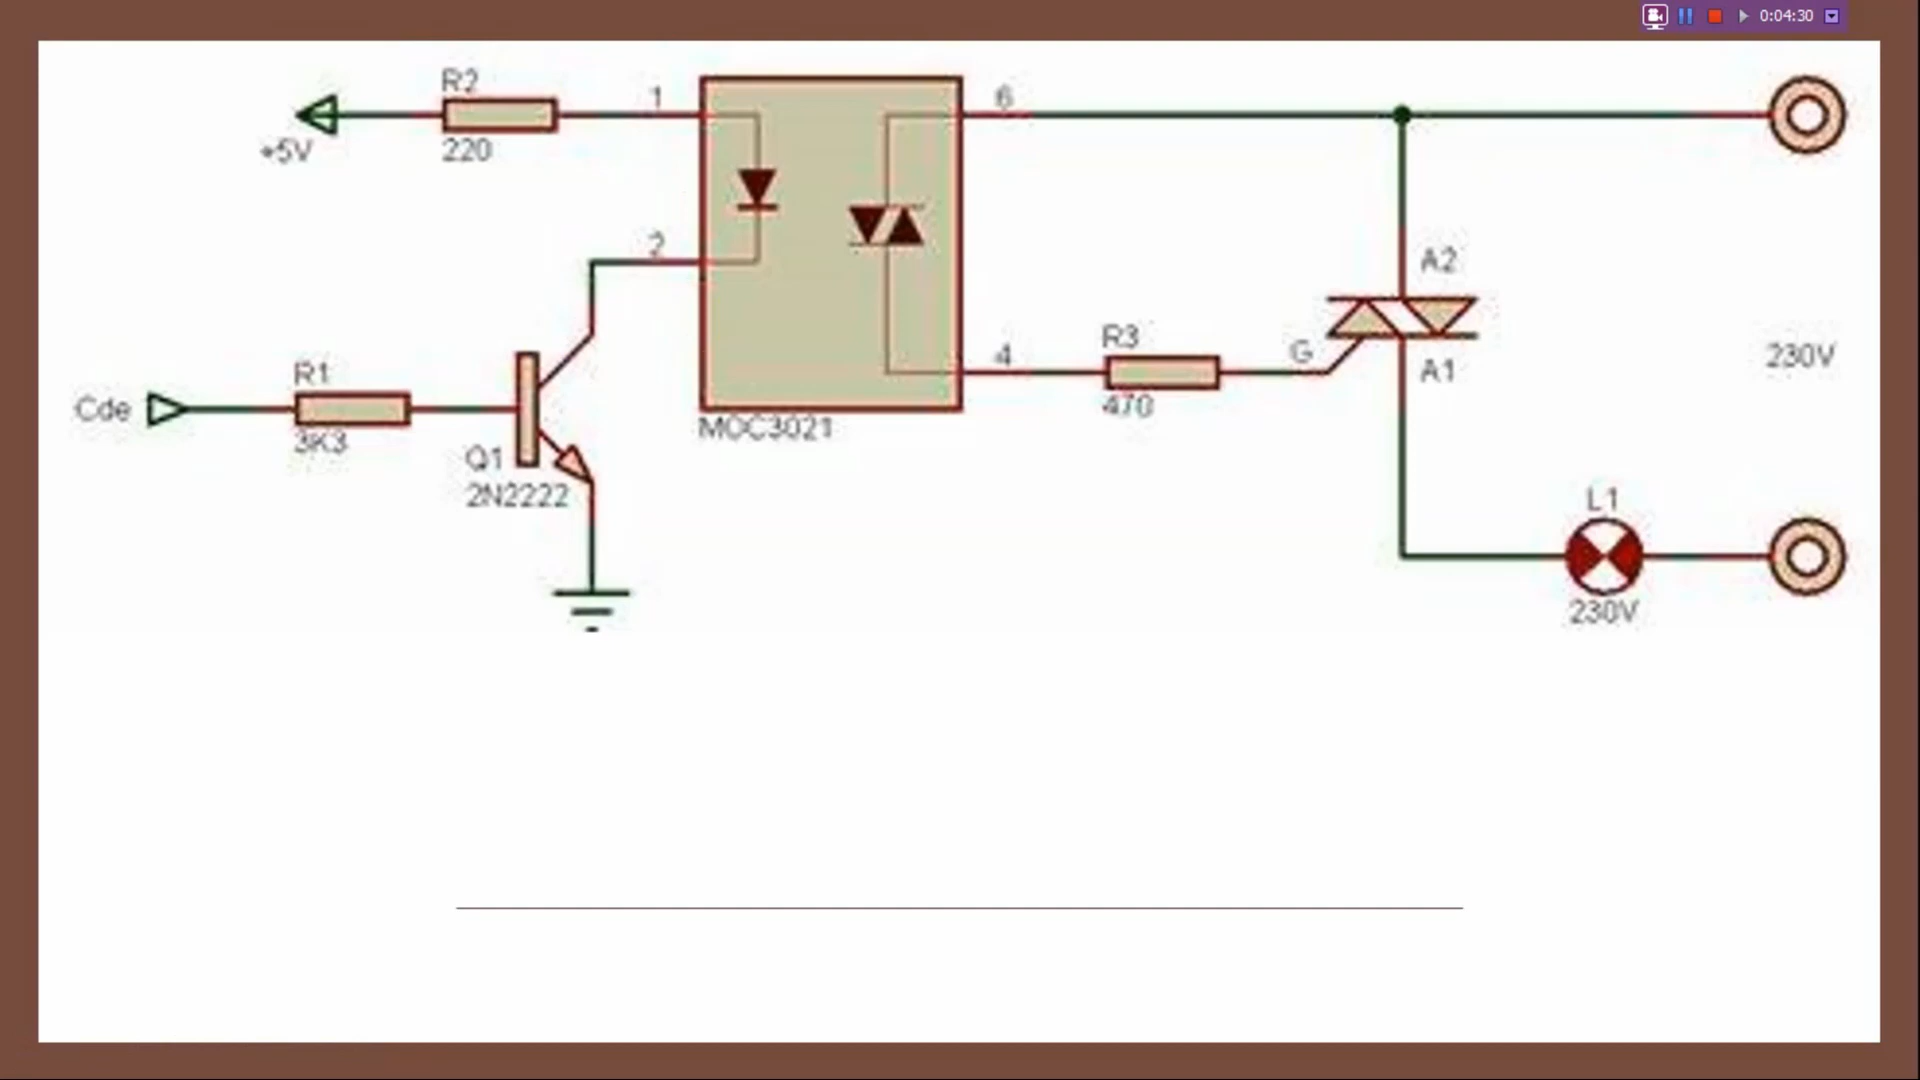 0:04:30
R2
1
6
+5V
220
2
A2
R3
4
G
230V
R1
A1
Cde
470
MOC3021
3K3
Q1
2N2222
L1
230V